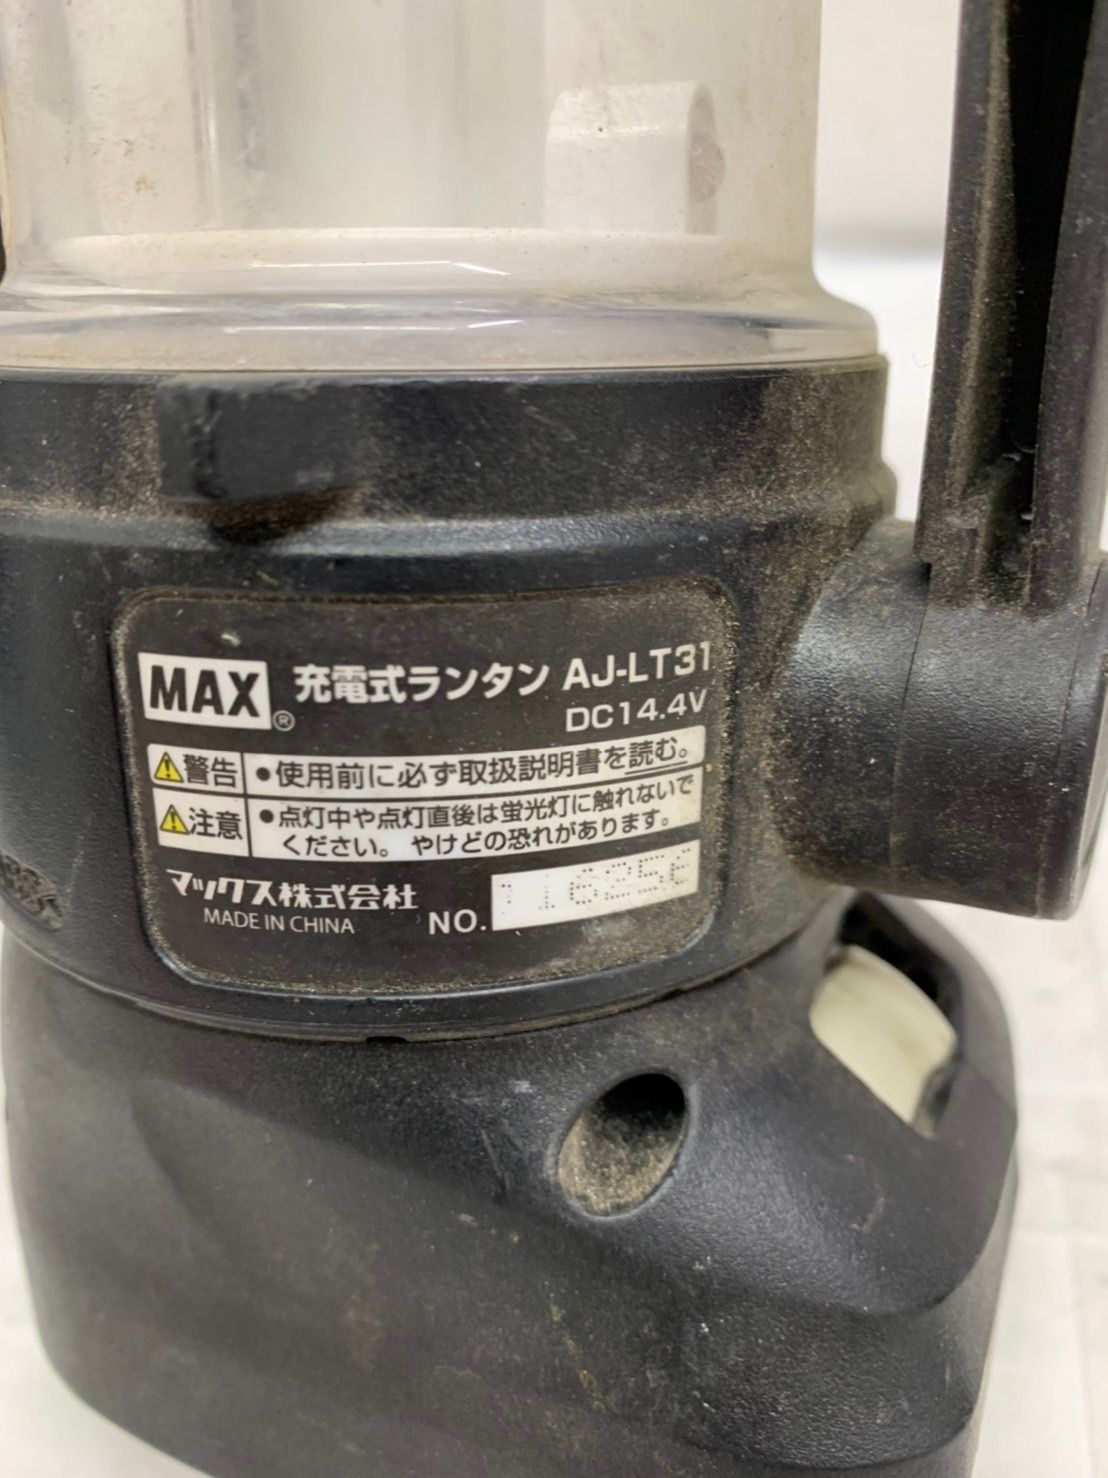 MAX® 充電式ランタン AJ-LT31
DC14.4V
警告 •使用前に必ず取扱説明書を読む。
注意 •点灯中や点灯直後は蛍光灯に触れないで
ください。 やけどの恐れがあります。
マックス株式会社
MADE IN CHINA
NO.